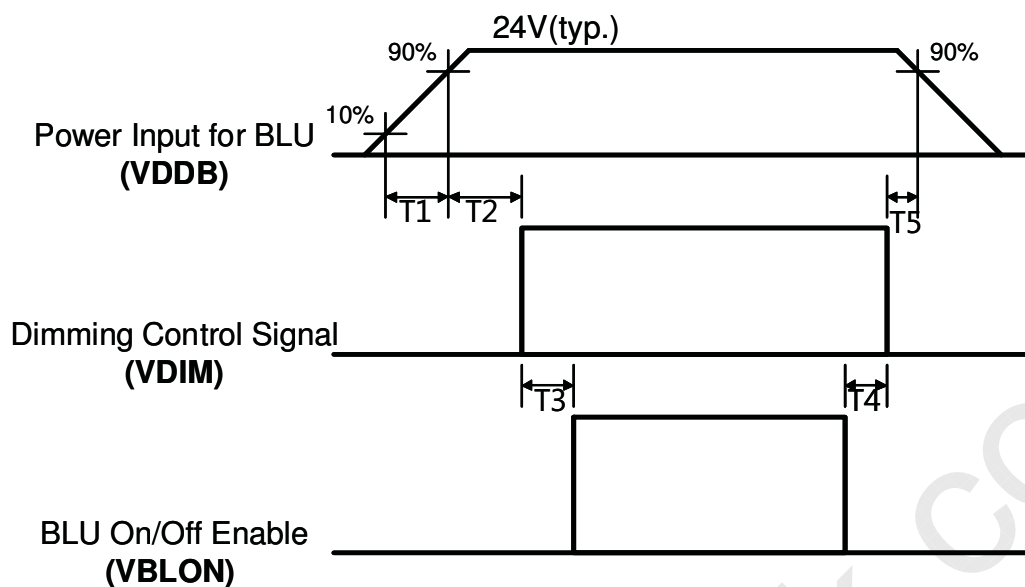 24V(typ.)
90%
90%
10%
Power Input for BLU
(VDDB)
T1
T2
T5
Dimming Control Signal
(VDIM)
T3
T4
BLU On/Off Enable
(VBLON)